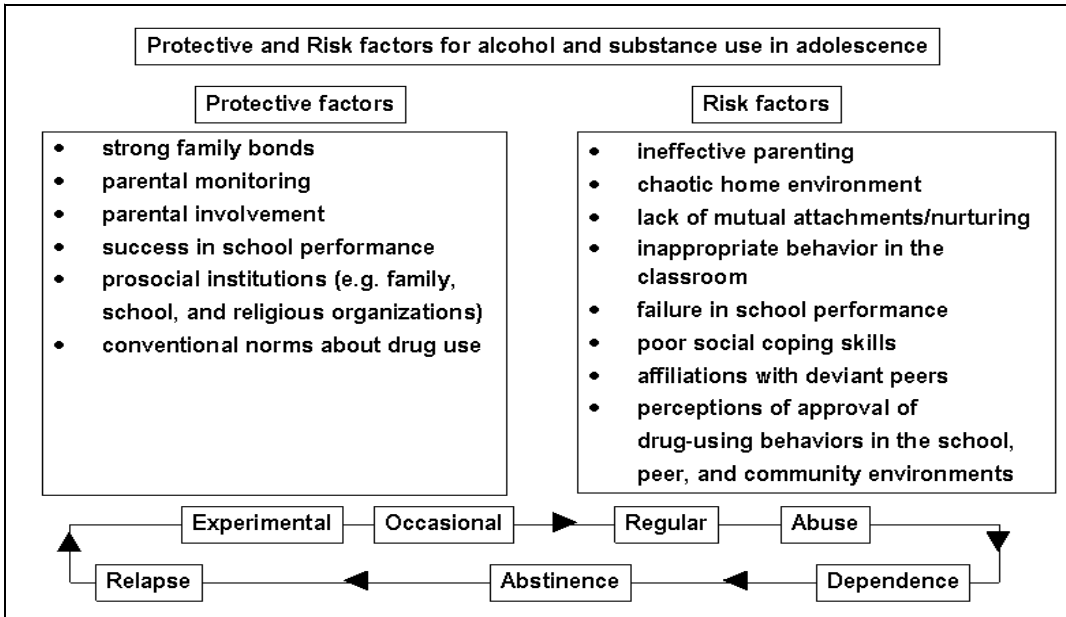 Protective and Risk factors for alcohol and substance use in adolescence
Protective factors
• strong family bonds
• parental monitoring
• parental involvement
• success in school performance
• prosocial institutions (e.g. family,
school, and religious organizations)
• conventional norms about drug use
Risk factors
• ineffective parenting
• chaotic home environment
• lack of mutual attachments/nurturing
• inappropriate behavior in the
classroom
• failure in school performance
• poor social coping skills
• affiliations with deviant peers
• perceptions of approval of
drug-using behaviors in the school,
peer, and community environments
Experimental
Occasional
Regular
Abuse
Dependence
Abstinence
Relapse